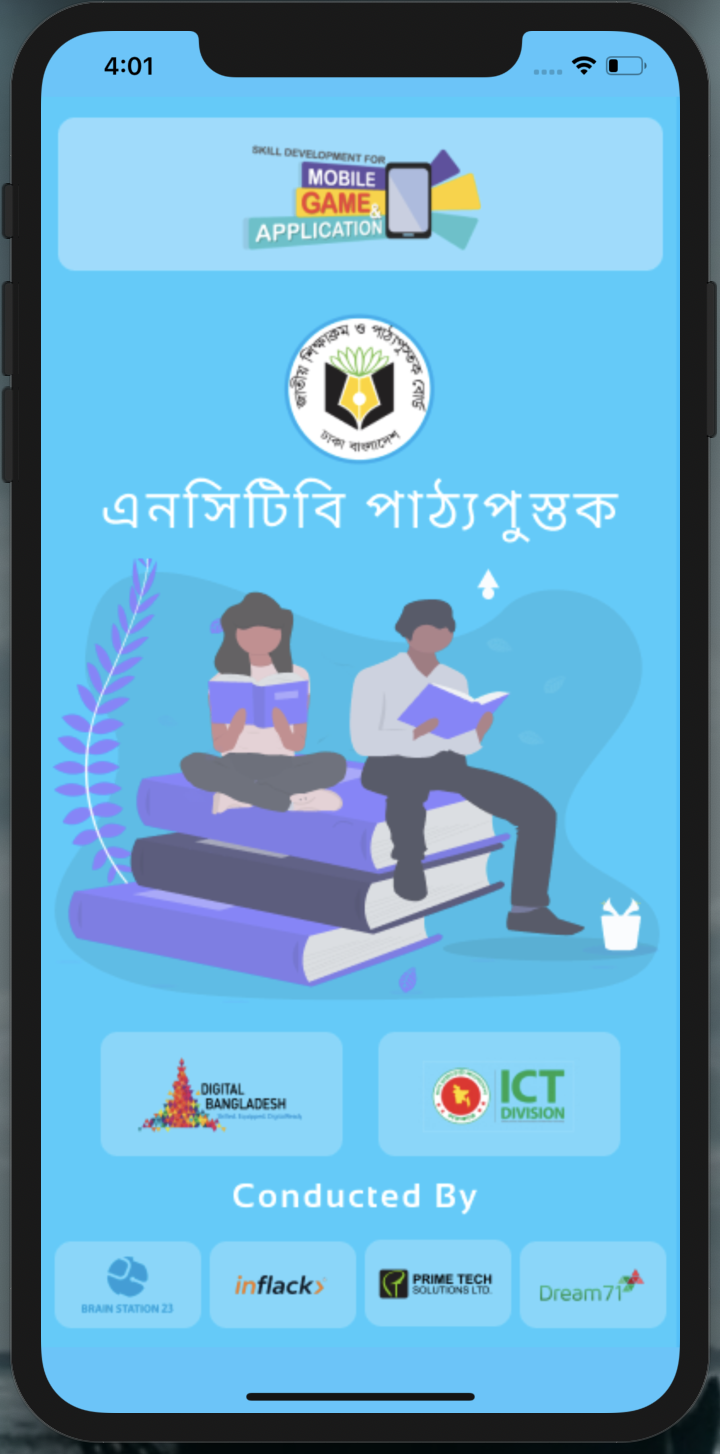 4:01
SKILL DEVELOPMENT FOR
MOBILE
GAME &
APPLICATION
জাতীয় শিক্ষাক্রম ও পাঠ্যপুস্তক বোর্ড
ঢাকা বাংলাদেশ
এনসিটিবি পাঠ্যপুস্তক
DIGITAL
BANGLADESH
ICT
DIVISION
Conducted By
BRAIN STATION 23
inflack
PRIME TECH
SOLUTIONS LTD.
Dream71